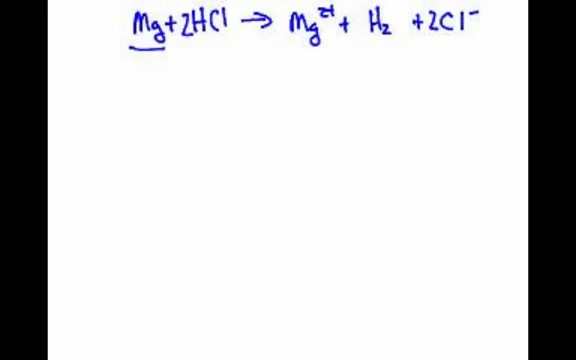 Mg + 2HCl → Mg²⁺ + H₂ + 2Cl⁻